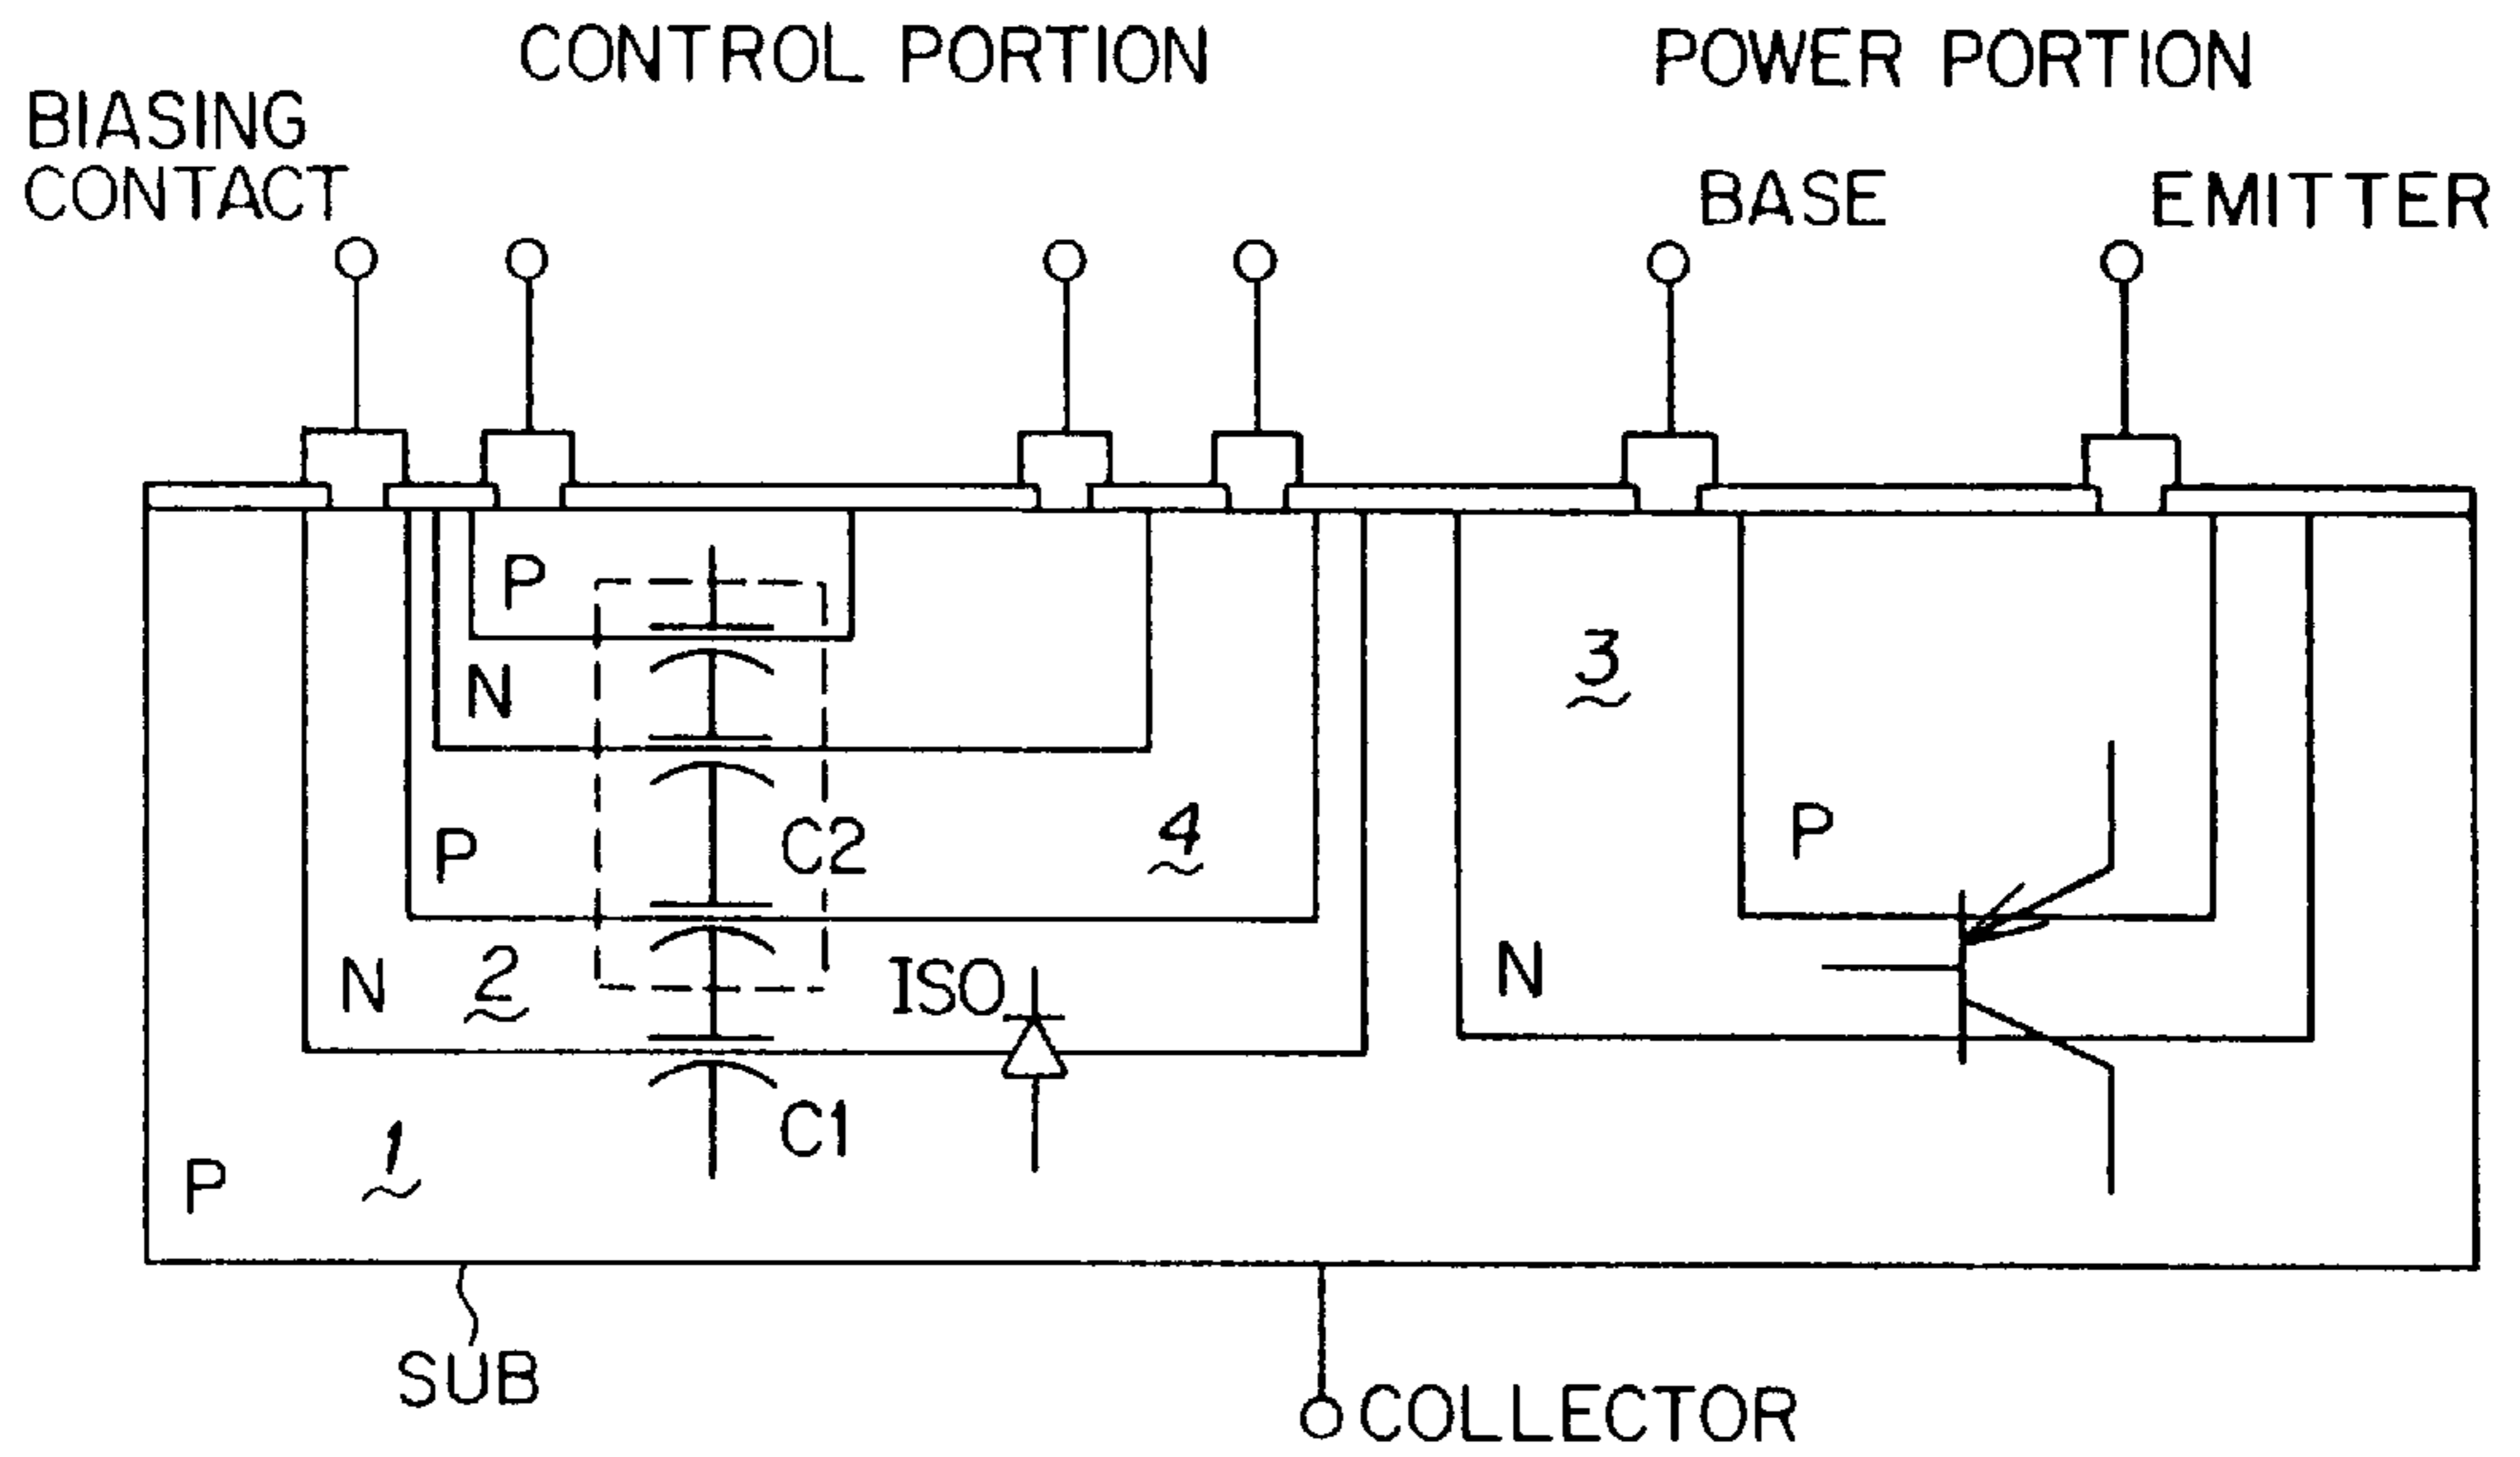 CONTROL PORTION
POWER PORTION
BIASING
CONTACT
BASE
EMITTER
P
N
P
C2
4
N
2
ISO
C1
P
1
3
P
N
SUB
COLLECTOR